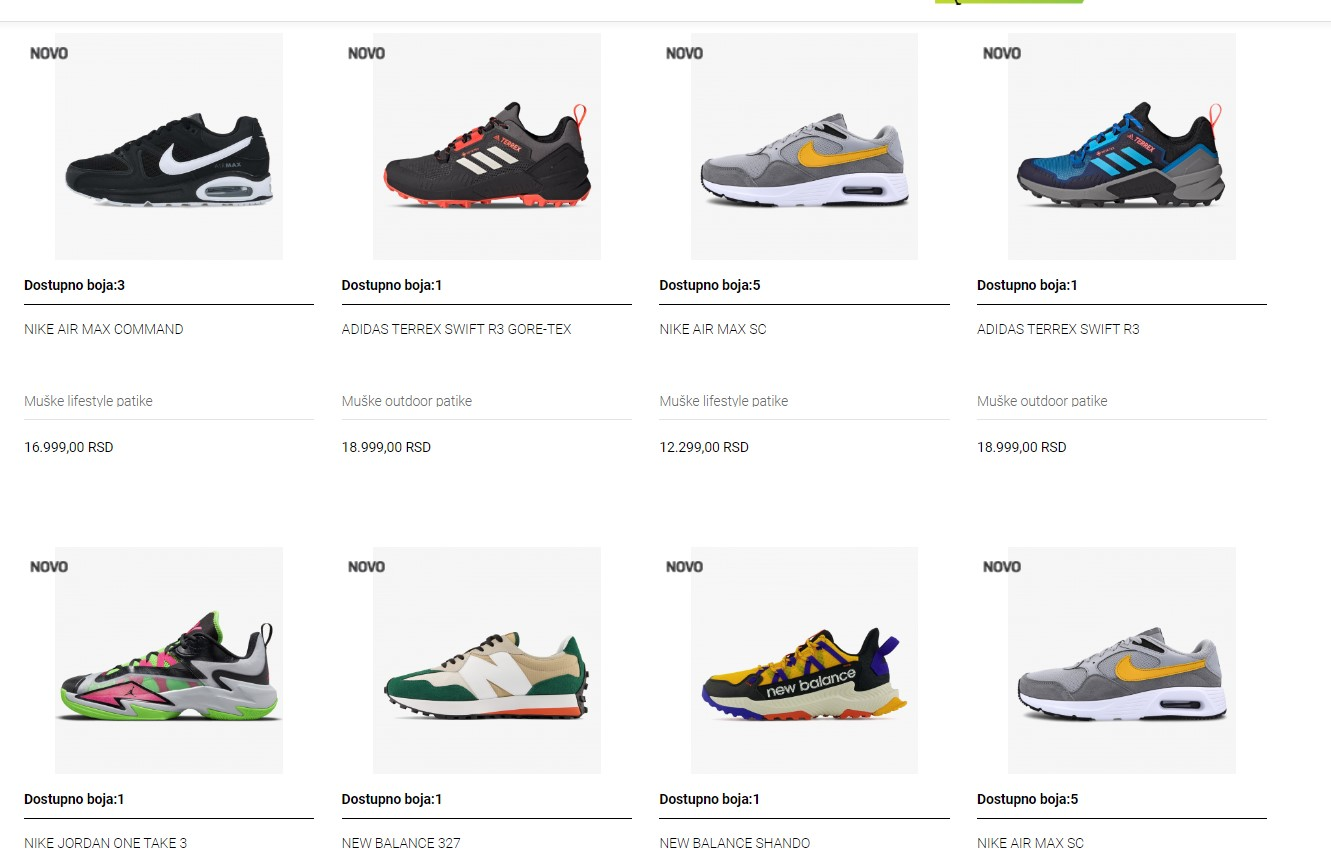 NOVO NOVO NOVO NOVO
AIR MAX TERREX TERREX
Dostupno boja:3 Dostupno boja:1 Dostupno boja:5 Dostupno boja:1
NIKE AIR MAX COMMAND ADIDAS TERREX SWIFT R3 GORE-TEX NIKE AIR MAX SC ADIDAS TERREX SWIFT R3
Muške lifestyle patike Muške outdoor patike Muške lifestyle patike Muške outdoor patike
16.999,00 RSD 18.999,00 RSD 12.299,00 RSD 18.999,00 RSD
NOVO NOVO NOVO NOVO
new balance
Dostupno boja:1 Dostupno boja:1 Dostupno boja:1 Dostupno boja:5
NIKE JORDAN ONE TAKE 3 NEW BALANCE 327 NEW BALANCE SHANDO NIKE AIR MAX SC